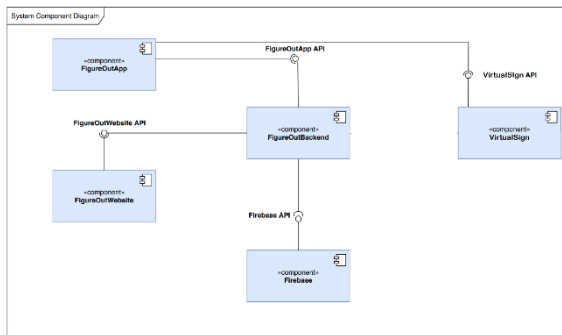 System Component Diagram
FigureOutApp API
«component»
FigureOutApp
VirtualSign API
FigureOutWebsite API
«component»
FigureOutBackend
«component»
VirtualSign
«component»
FigureOutWebsite
Firebase API
«component»
Firebase